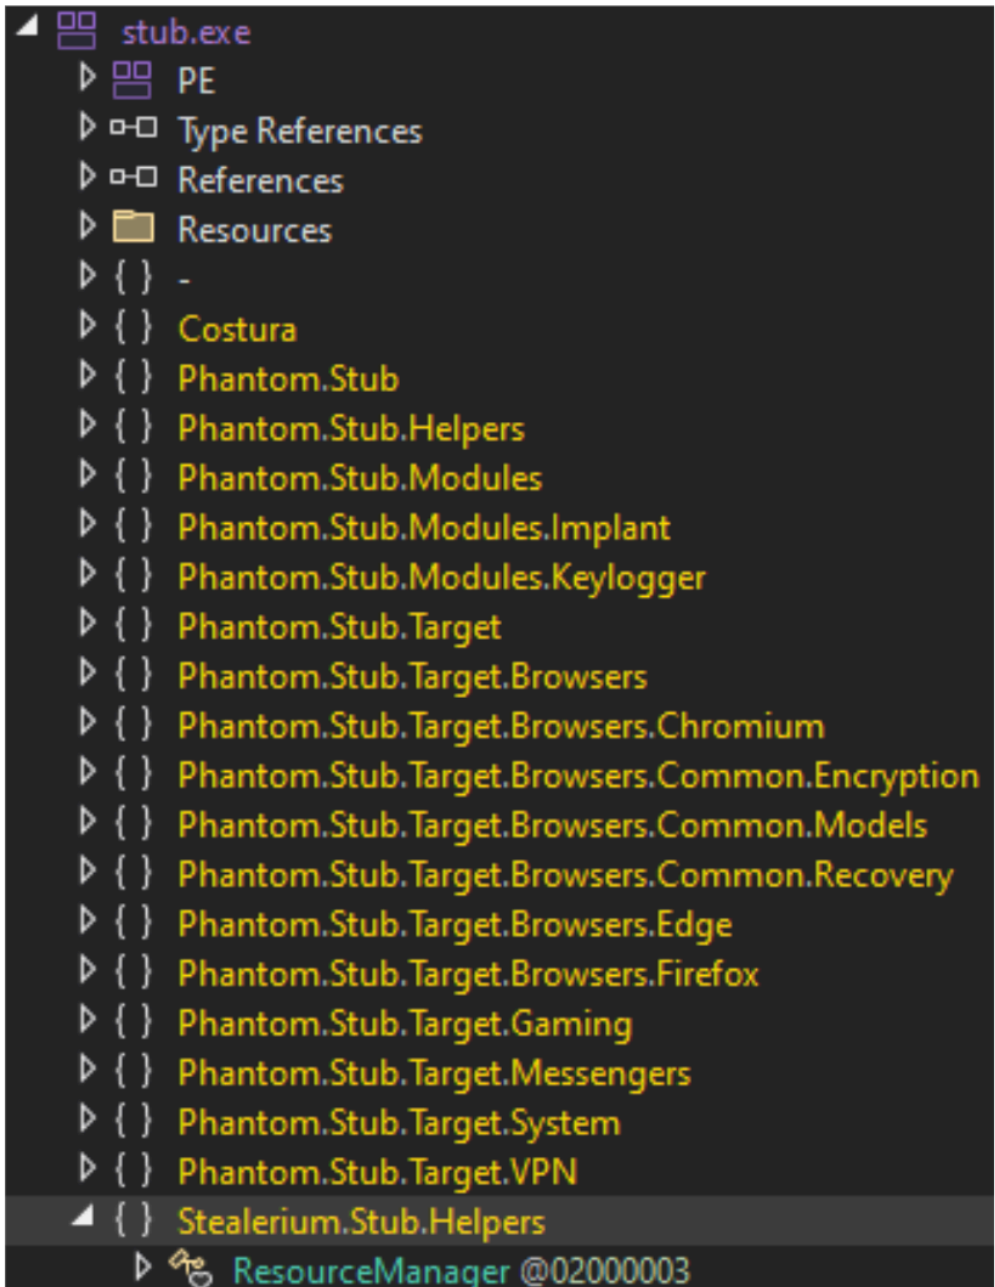 stub.exe
PE
Type References
References
Resources
{ } -
{ } Costura
{ } Phantom.Stub
{ } Phantom.Stub.Helpers
{ } Phantom.Stub.Modules
{ } Phantom.Stub.Modules.Implant
{ } Phantom.Stub.Modules.Keylogger
{ } Phantom.Stub.Target
{ } Phantom.Stub.Target.Browsers
{ } Phantom.Stub.Target.Browsers.Chromium
{ } Phantom.Stub.Target.Browsers.Common.Encryption
{ } Phantom.Stub.Target.Browsers.Common.Models
{ } Phantom.Stub.Target.Browsers.Common.Recovery
{ } Phantom.Stub.Target.Browsers.Edge
{ } Phantom.Stub.Target.Browsers.Firefox
{ } Phantom.Stub.Target.Gaming
{ } Phantom.Stub.Target.Messengers
{ } Phantom.Stub.Target.System
{ } Phantom.Stub.Target.VPN
{ } Stealerium.Stub.Helpers
ResourceManager @02000003